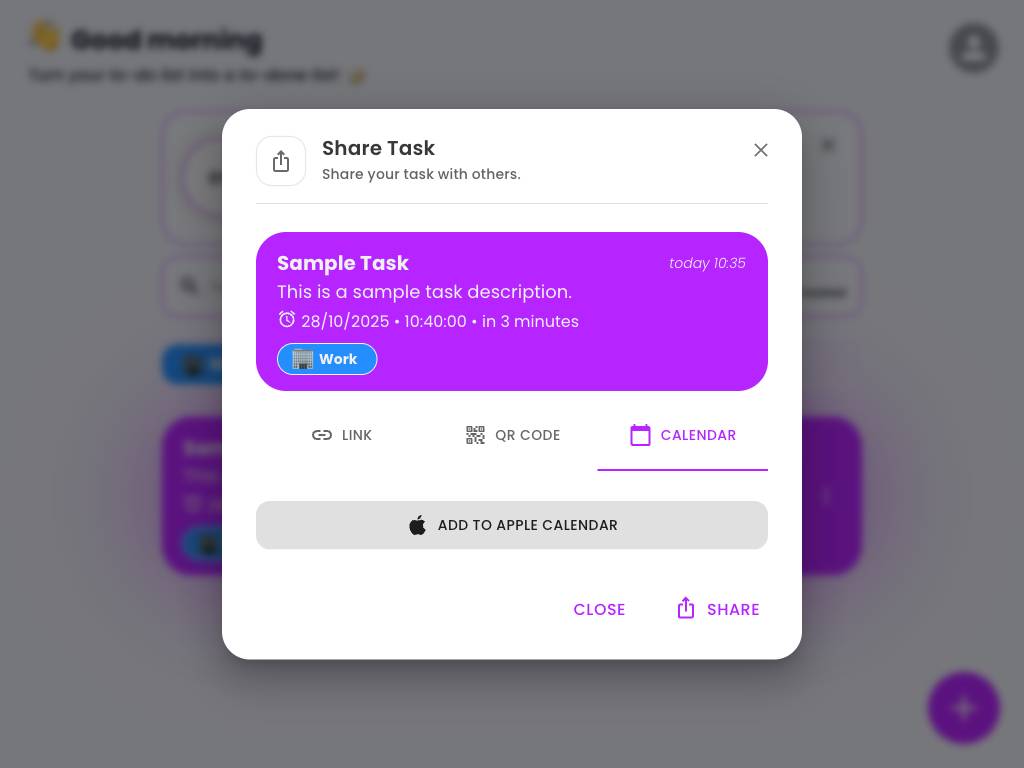 Good morning
Turn your to-do list into a to-done list!
Share Task
Share your task with others.
Sample Task
today 10:35
This is a sample task description.
28/10/2025 • 10:40:00 • in 3 minutes
Work
LINK
QR CODE
CALENDAR
ADD TO APPLE CALENDAR
CLOSE
SHARE